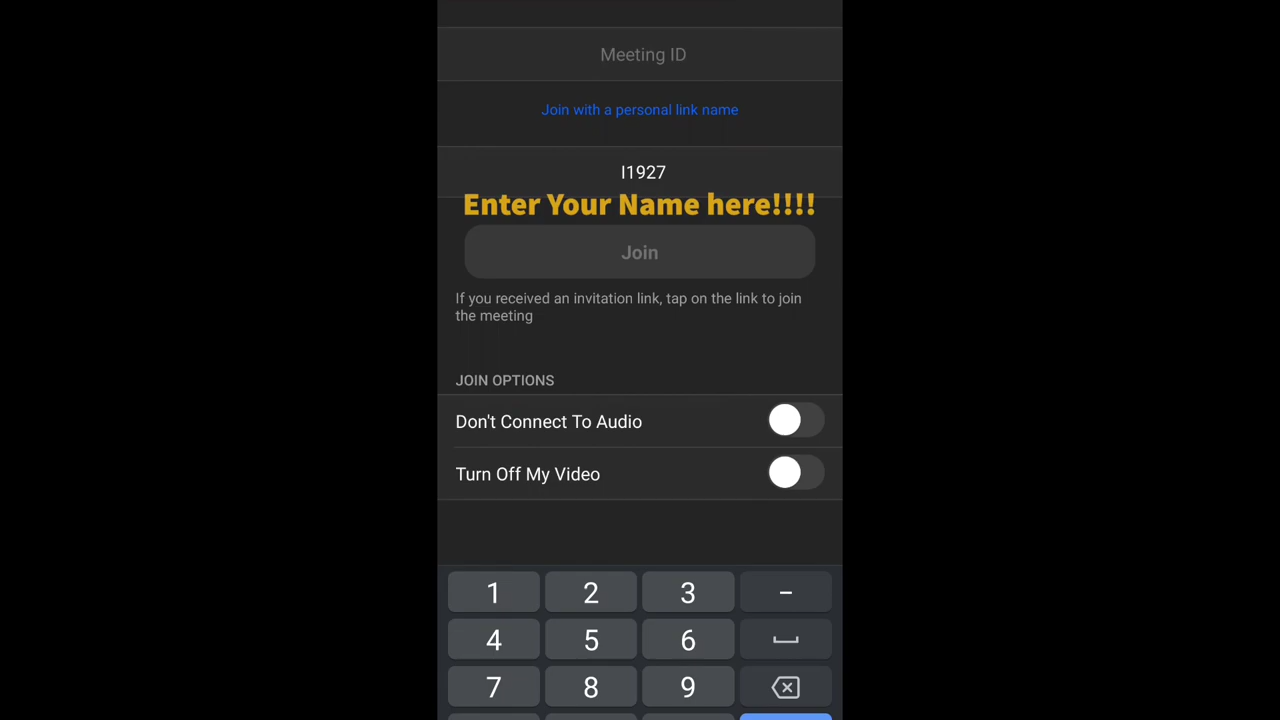 Meeting ID
Join with a personal link name
I1927
Enter Your Name here!!!!
Join
If you received an invitation link, tap on the link to join
the meeting
JOIN OPTIONS
Don't Connect To Audio
Turn Off My Video
1 2 3 –
4 5 6
7 8 9